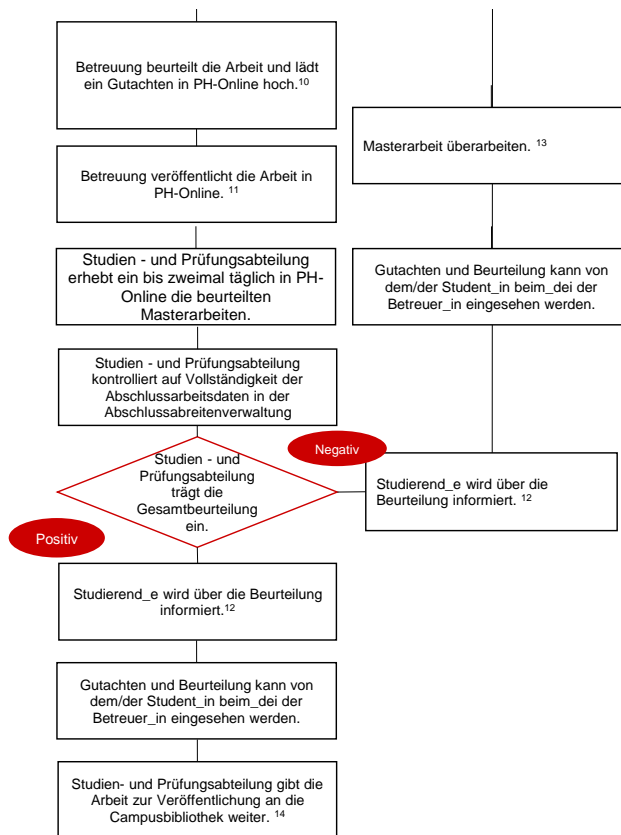 Betreuung beurteilt die Arbeit und lädt
ein Gutachten in PH-Online hoch.¹⁰
Betreuung veröffentlicht die Arbeit in
PH-Online. ¹¹
Studien - und Prüfungsabteilung
erhebt ein bis zweimal täglich in PH-
Online die beurteilten
Masterarbeiten.
Studien - und Prüfungsabteilung
kontrolliert auf Vollständigkeit der
Abschlussarbeitsdaten in der
Abschlussabreitenverwaltung
Studien - und
Prüfungsabteilung
trägt die
Gesamtbeurteilung
ein.
Positiv
Studierend_e wird über die Beurteilung
informiert.¹²
Gutachten und Beurteilung kann von
dem/der Student_in beim_dei der
Betreuer_in eingesehen werden.
Studien- und Prüfungsabteilung gibt die
Arbeit zur Veröffentlichung an die
Campusbibliothek weiter. ¹⁴
Masterarbeit überarbeiten. ¹³
Gutachten und Beurteilung kann von
dem/der Student_in beim_dei der
Betreuer_in eingesehen werden.
Negativ
Studierend_e wird über die
Beurteilung informiert. ¹²